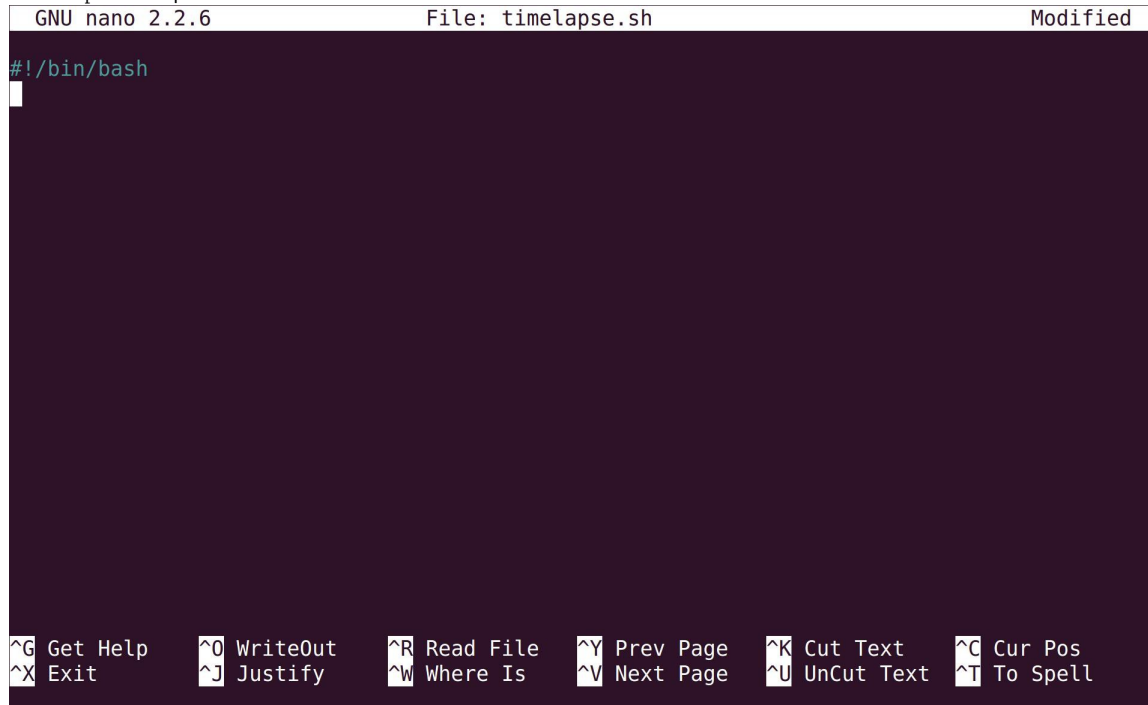 GNU nano 2.2.6 File: timelapse.sh Modified
#!/bin/bash
^G Get Help ^O WriteOut ^R Read File ^Y Prev Page ^K Cut Text ^C Cur Pos
^X Exit ^J Justify ^W Where Is ^V Next Page ^U UnCut Text ^T To Spell